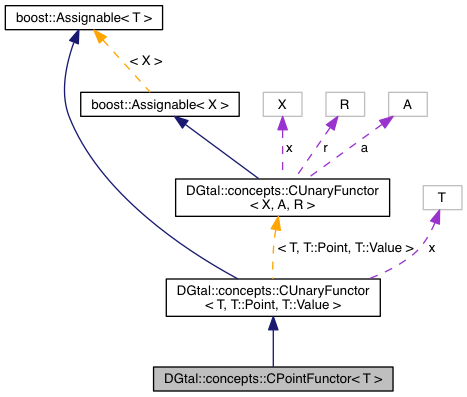 boost::Assignable< T >
< X >
boost::Assignable< X >
X
R
A
x
r
a
DGtal::concepts::CUnaryFunctor
< X, A, R >
T
< T, T::Point, T::Value >
x
DGtal::concepts::CUnaryFunctor
< T, T::Point, T::Value >
DGtal::concepts::CPointFunctor< T >